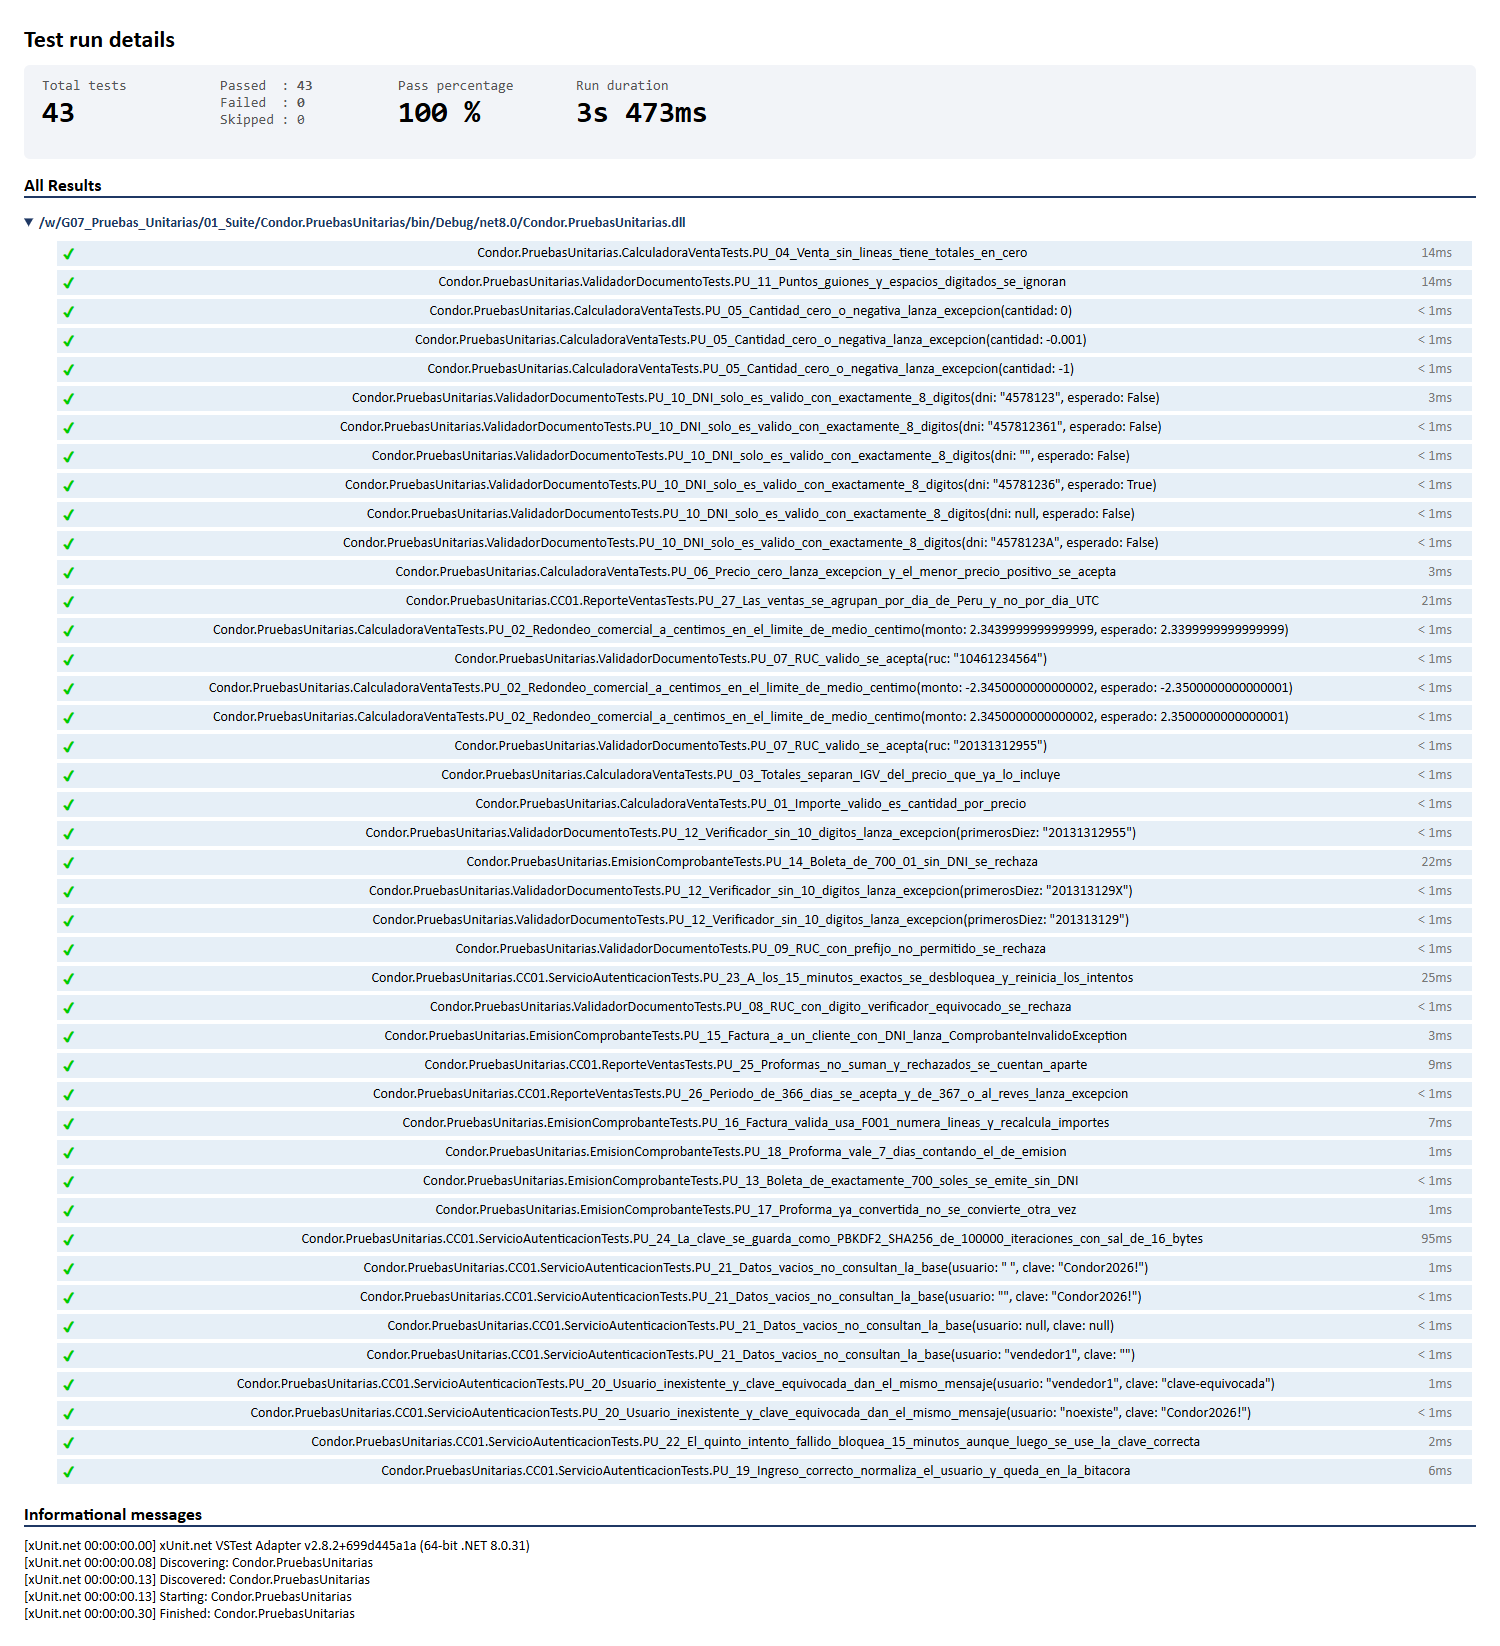 Test run details
Total tests
43
Passed : 43
Failed : 0
Skipped : 0
Pass percentage
100 %
Run duration
3s 473ms
All Results
▼ /w/G07_Pruebas_Unitarias/01_Suite/Condor.PruebasUnitarias/bin/Debug/net8.0/Condor.PruebasUnitarias.dll
✔ Condor.PruebasUnitarias.CalculadoraVentaTests.PU_04_Venta_sin_lineas_tiene_totales_en_cero 14ms
✔ Condor.PruebasUnitarias.ValidadorDocumentoTests.PU_11_Puntos_guiones_y_espacios_digitados_se_ignoran 14ms
✔ Condor.PruebasUnitarias.CalculadoraVentaTests.PU_05_Cantidad_cero_o_negativa_lanza_excepcion(cantidad: 0) < 1ms
✔ Condor.PruebasUnitarias.CalculadoraVentaTests.PU_05_Cantidad_cero_o_negativa_lanza_excepcion(cantidad: -0.001) < 1ms
✔ Condor.PruebasUnitarias.CalculadoraVentaTests.PU_05_Cantidad_cero_o_negativa_lanza_excepcion(cantidad: -1) < 1ms
✔ Condor.PruebasUnitarias.ValidadorDocumentoTests.PU_10_DNI_solo_es_valido_con_exactamente_8_digitos(dni: "4578123", esperado: False) 3ms
✔ Condor.PruebasUnitarias.ValidadorDocumentoTests.PU_10_DNI_solo_es_valido_con_exactamente_8_digitos(dni: "457812361", esperado: False) < 1ms
✔ Condor.PruebasUnitarias.ValidadorDocumentoTests.PU_10_DNI_solo_es_valido_con_exactamente_8_digitos(dni: "", esperado: False) < 1ms
✔ Condor.PruebasUnitarias.ValidadorDocumentoTests.PU_10_DNI_solo_es_valido_con_exactamente_8_digitos(dni: "45781236", esperado: True) < 1ms
✔ Condor.PruebasUnitarias.ValidadorDocumentoTests.PU_10_DNI_solo_es_valido_con_exactamente_8_digitos(dni: null, esperado: False) < 1ms
✔ Condor.PruebasUnitarias.ValidadorDocumentoTests.PU_10_DNI_solo_es_valido_con_exactamente_8_digitos(dni: "4578123A", esperado: False) < 1ms
✔ Condor.PruebasUnitarias.CalculadoraVentaTests.PU_06_Precio_cero_lanza_excepcion_y_el_menor_precio_positivo_se_acepta 3ms
✔ Condor.PruebasUnitarias.CC01.ReporteVentasTests.PU_27_Las_ventas_se_agrupan_por_dia_de_Peru_y_no_por_dia_UTC 21ms
✔ Condor.PruebasUnitarias.CalculadoraVentaTests.PU_02_Redondeo_comercial_a_centimos_en_el_limite_de_medio_centimo(monto: 2.3439999999999999, esperado: 2.3399999999999999) < 1ms
✔ Condor.PruebasUnitarias.ValidadorDocumentoTests.PU_07_RUC_valido_se_acepta(ruc: "10461234564") < 1ms
✔ Condor.PruebasUnitarias.CalculadoraVentaTests.PU_02_Redondeo_comercial_a_centimos_en_el_limite_de_medio_centimo(monto: -2.3450000000000002, esperado: -2.3500000000000001) < 1ms
✔ Condor.PruebasUnitarias.CalculadoraVentaTests.PU_02_Redondeo_comercial_a_centimos_en_el_limite_de_medio_centimo(monto: 2.3450000000000002, esperado: 2.3500000000000001) < 1ms
✔ Condor.PruebasUnitarias.ValidadorDocumentoTests.PU_07_RUC_valido_se_acepta(ruc: "20131312955") < 1ms
✔ Condor.PruebasUnitarias.CalculadoraVentaTests.PU_03_Totales_separan_IGV_del_precio_que_ya_lo_incluye < 1ms
✔ Condor.PruebasUnitarias.CalculadoraVentaTests.PU_01_Importe_valido_es_cantidad_por_precio < 1ms
✔ Condor.PruebasUnitarias.ValidadorDocumentoTests.PU_12_Verificador_sin_10_digitos_lanza_excepcion(primerosDiez: "20131312955") < 1ms
✔ Condor.PruebasUnitarias.EmisionComprobanteTests.PU_14_Boleta_de_700_01_sin_DNI_se_rechaza 22ms
✔ Condor.PruebasUnitarias.ValidadorDocumentoTests.PU_12_Verificador_sin_10_digitos_lanza_excepcion(primerosDiez: "201313129X") < 1ms
✔ Condor.PruebasUnitarias.ValidadorDocumentoTests.PU_12_Verificador_sin_10_digitos_lanza_excepcion(primerosDiez: "201313129") < 1ms
✔ Condor.PruebasUnitarias.ValidadorDocumentoTests.PU_09_RUC_con_prefijo_no_permitido_se_rechaza < 1ms
✔ Condor.PruebasUnitarias.CC01.ServicioAutenticacionTests.PU_23_A_los_15_minutos_exactos_se_desbloquea_y_reinicia_los_intentos 25ms
✔ Condor.PruebasUnitarias.ValidadorDocumentoTests.PU_08_RUC_con_digito_verificador_equivocado_se_rechaza < 1ms
✔ Condor.PruebasUnitarias.EmisionComprobanteTests.PU_15_Factura_a_un_cliente_con_DNI_lanza_ComprobanteInvalidoException 3ms
✔ Condor.PruebasUnitarias.CC01.ReporteVentasTests.PU_25_Proformas_no_suman_y_rechazados_se_cuentan_aparte 9ms
✔ Condor.PruebasUnitarias.CC01.ReporteVentasTests.PU_26_Periodo_de_366_dias_se_acepta_y_de_367_o_al_reves_lanza_excepcion < 1ms
✔ Condor.PruebasUnitarias.EmisionComprobanteTests.PU_16_Factura_valida_usa_F001_numera_lineas_y_recalcula_importes 7ms
✔ Condor.PruebasUnitarias.EmisionComprobanteTests.PU_18_Proforma_vale_7_dias_contando_el_de_emision 1ms
✔ Condor.PruebasUnitarias.EmisionComprobanteTests.PU_13_Boleta_de_exactamente_700_soles_se_emite_sin_DNI < 1ms
✔ Condor.PruebasUnitarias.EmisionComprobanteTests.PU_17_Proforma_ya_convertida_no_se_convierte_otra_vez 1ms
✔ Condor.PruebasUnitarias.CC01.ServicioAutenticacionTests.PU_24_La_clave_se_guarda_como_PBKDF2_SHA256_de_100000_iteraciones_con_sal_de_16_bytes 95ms
✔ Condor.PruebasUnitarias.CC01.ServicioAutenticacionTests.PU_21_Datos_vacios_no_consultan_la_base(usuario: " ", clave: "Condor2026!") 1ms
✔ Condor.PruebasUnitarias.CC01.ServicioAutenticacionTests.PU_21_Datos_vacios_no_consultan_la_base(usuario: "", clave: "Condor2026!") < 1ms
✔ Condor.PruebasUnitarias.CC01.ServicioAutenticacionTests.PU_21_Datos_vacios_no_consultan_la_base(usuario: null, clave: null) < 1ms
✔ Condor.PruebasUnitarias.CC01.ServicioAutenticacionTests.PU_21_Datos_vacios_no_consultan_la_base(usuario: "vendedor1", clave: "") < 1ms
✔ Condor.PruebasUnitarias.CC01.ServicioAutenticacionTests.PU_20_Usuario_inexistente_y_clave_equivocada_dan_el_mismo_mensaje(usuario: "vendedor1", clave: "clave-equivocada") 1ms
✔ Condor.PruebasUnitarias.CC01.ServicioAutenticacionTests.PU_20_Usuario_inexistente_y_clave_equivocada_dan_el_mismo_mensaje(usuario: "noexiste", clave: "Condor2026!") < 1ms
✔ Condor.PruebasUnitarias.CC01.ServicioAutenticacionTests.PU_22_El_quinto_intento_fallido_bloquea_15_minutos_aunque_luego_se_use_la_clave_correcta 2ms
✔ Condor.PruebasUnitarias.CC01.ServicioAutenticacionTests.PU_19_Ingreso_correcto_normaliza_el_usuario_y_queda_en_la_bitacora 6ms
Informational messages
[xUnit.net 00:00:00.00] xUnit.net VSTest Adapter v2.8.2+699d445a1a (64-bit .NET 8.0.31)
[xUnit.net 00:00:00.08] Discovering: Condor.PruebasUnitarias
[xUnit.net 00:00:00.13] Discovered: Condor.PruebasUnitarias
[xUnit.net 00:00:00.13] Starting: Condor.PruebasUnitarias
[xUnit.net 00:00:00.30] Finished: Condor.PruebasUnitarias